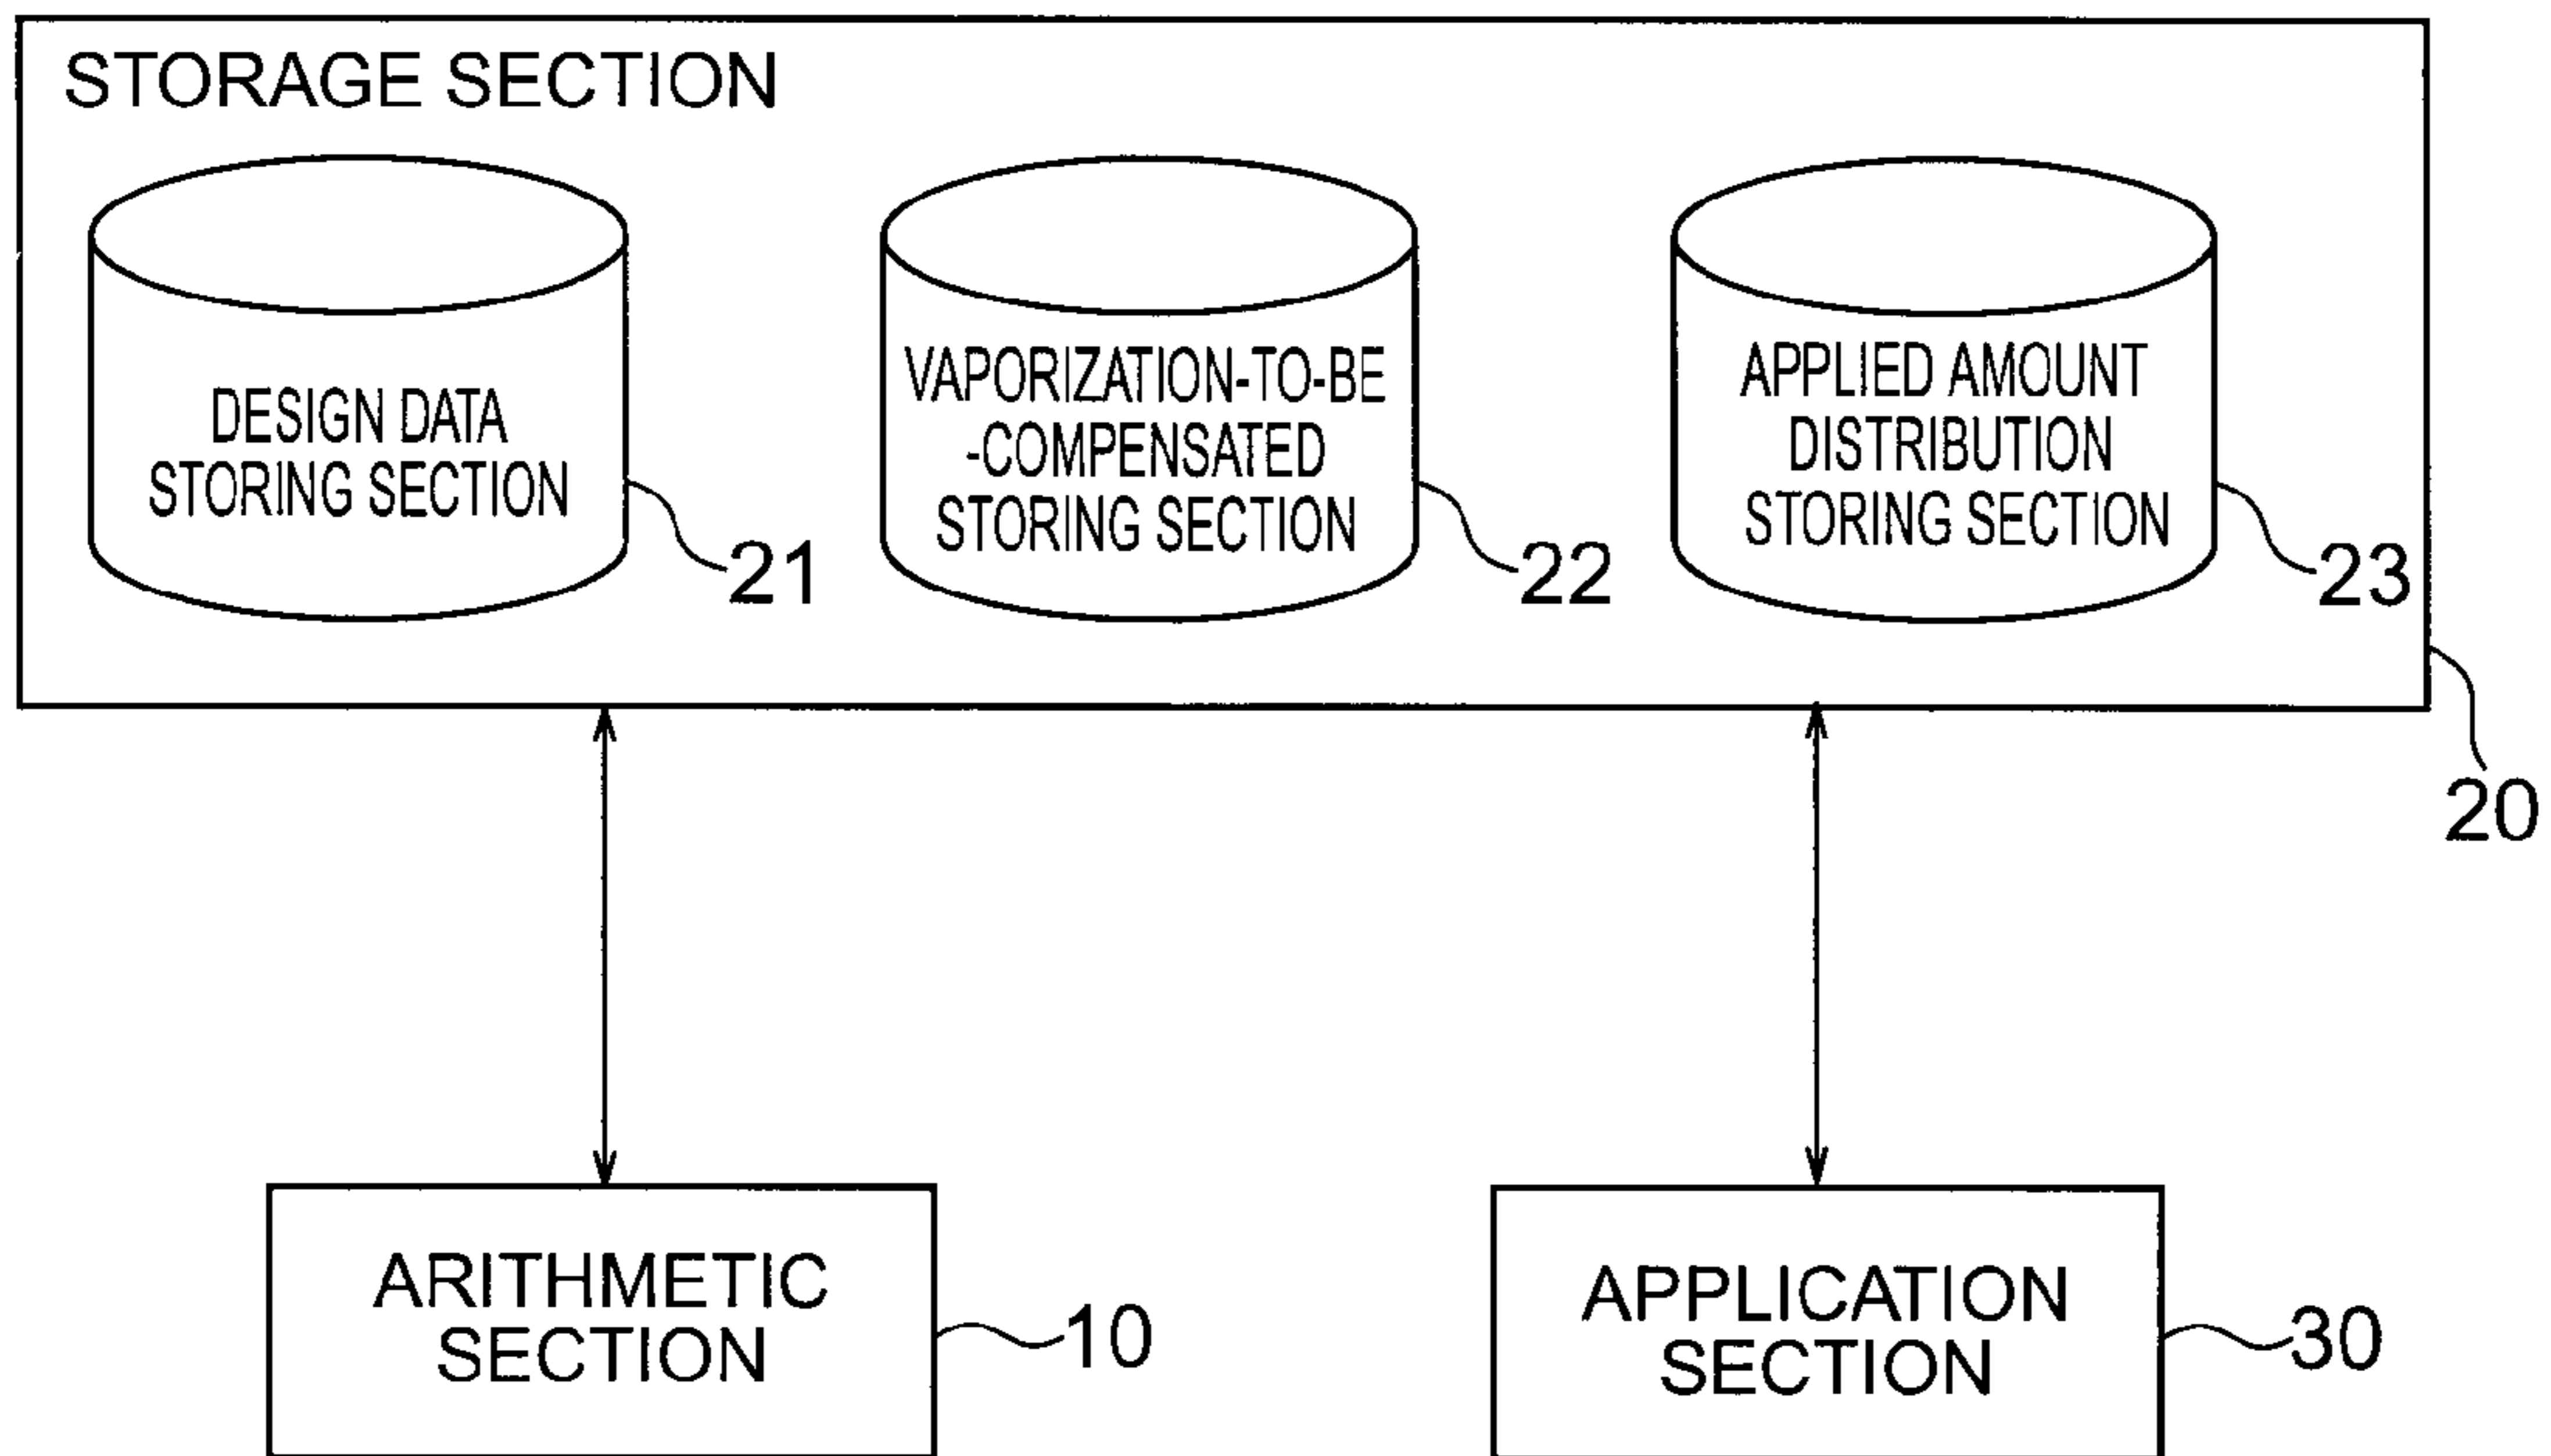 STORAGE SECTION
DESIGN DATA
STORING SECTION
21
VAPORIZATION-TO-BE
-COMPENSATED
STORING SECTION
22
APPLIED AMOUNT
DISTRIBUTION
STORING SECTION
23
20
ARITHMETIC
SECTION
10
APPLICATION
SECTION
30